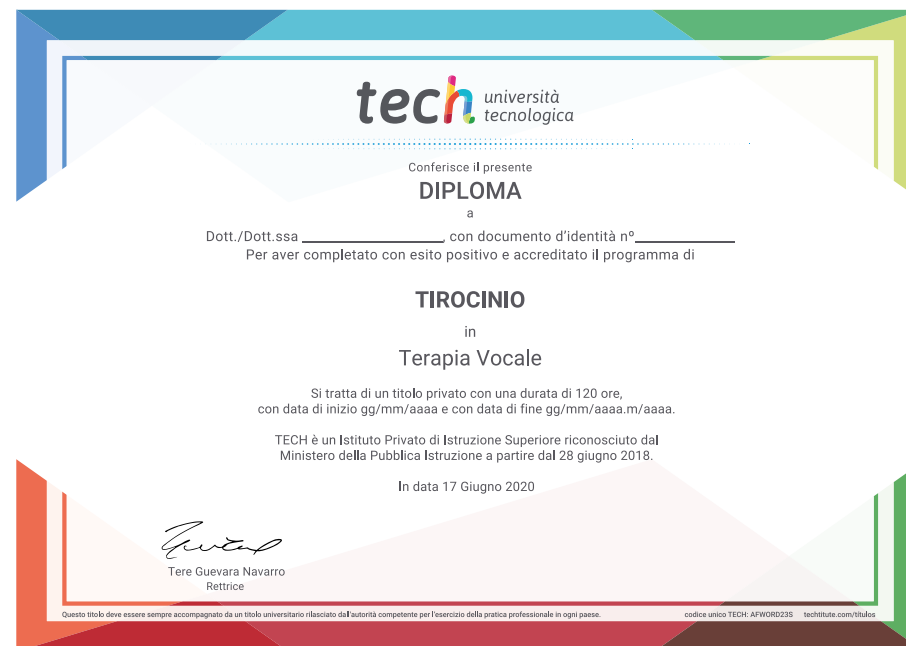 tech università
tecnologica
Conferisce il presente
DIPLOMA
a
Dott./Dott.ssa ____________________, con documento d'identità nº______________
Per aver completato con esito positivo e accreditato il programma di
TIROCINIO
in
Terapia Vocale
Si tratta di un titolo privato con una durata di 120 ore,
con data di inizio gg/mm/aaaa e con data di fine gg/mm/aaaa.m/aaaa.
TECH è un Istituto Privato di Istruzione Superiore riconosciuto dal
Ministero della Pubblica Istruzione a partire dal 28 giugno 2018.
In data 17 Giugno 2020
Tere Guevara Navarro
Rettrice
Questo titolo deve essere sempre accompagnato da un titolo universitario rilasciato dall'autorità competente per l'esercizio della pratica professionale in ogni paese. codice unico TECH: AFWORD23S techtitute.com/titulos